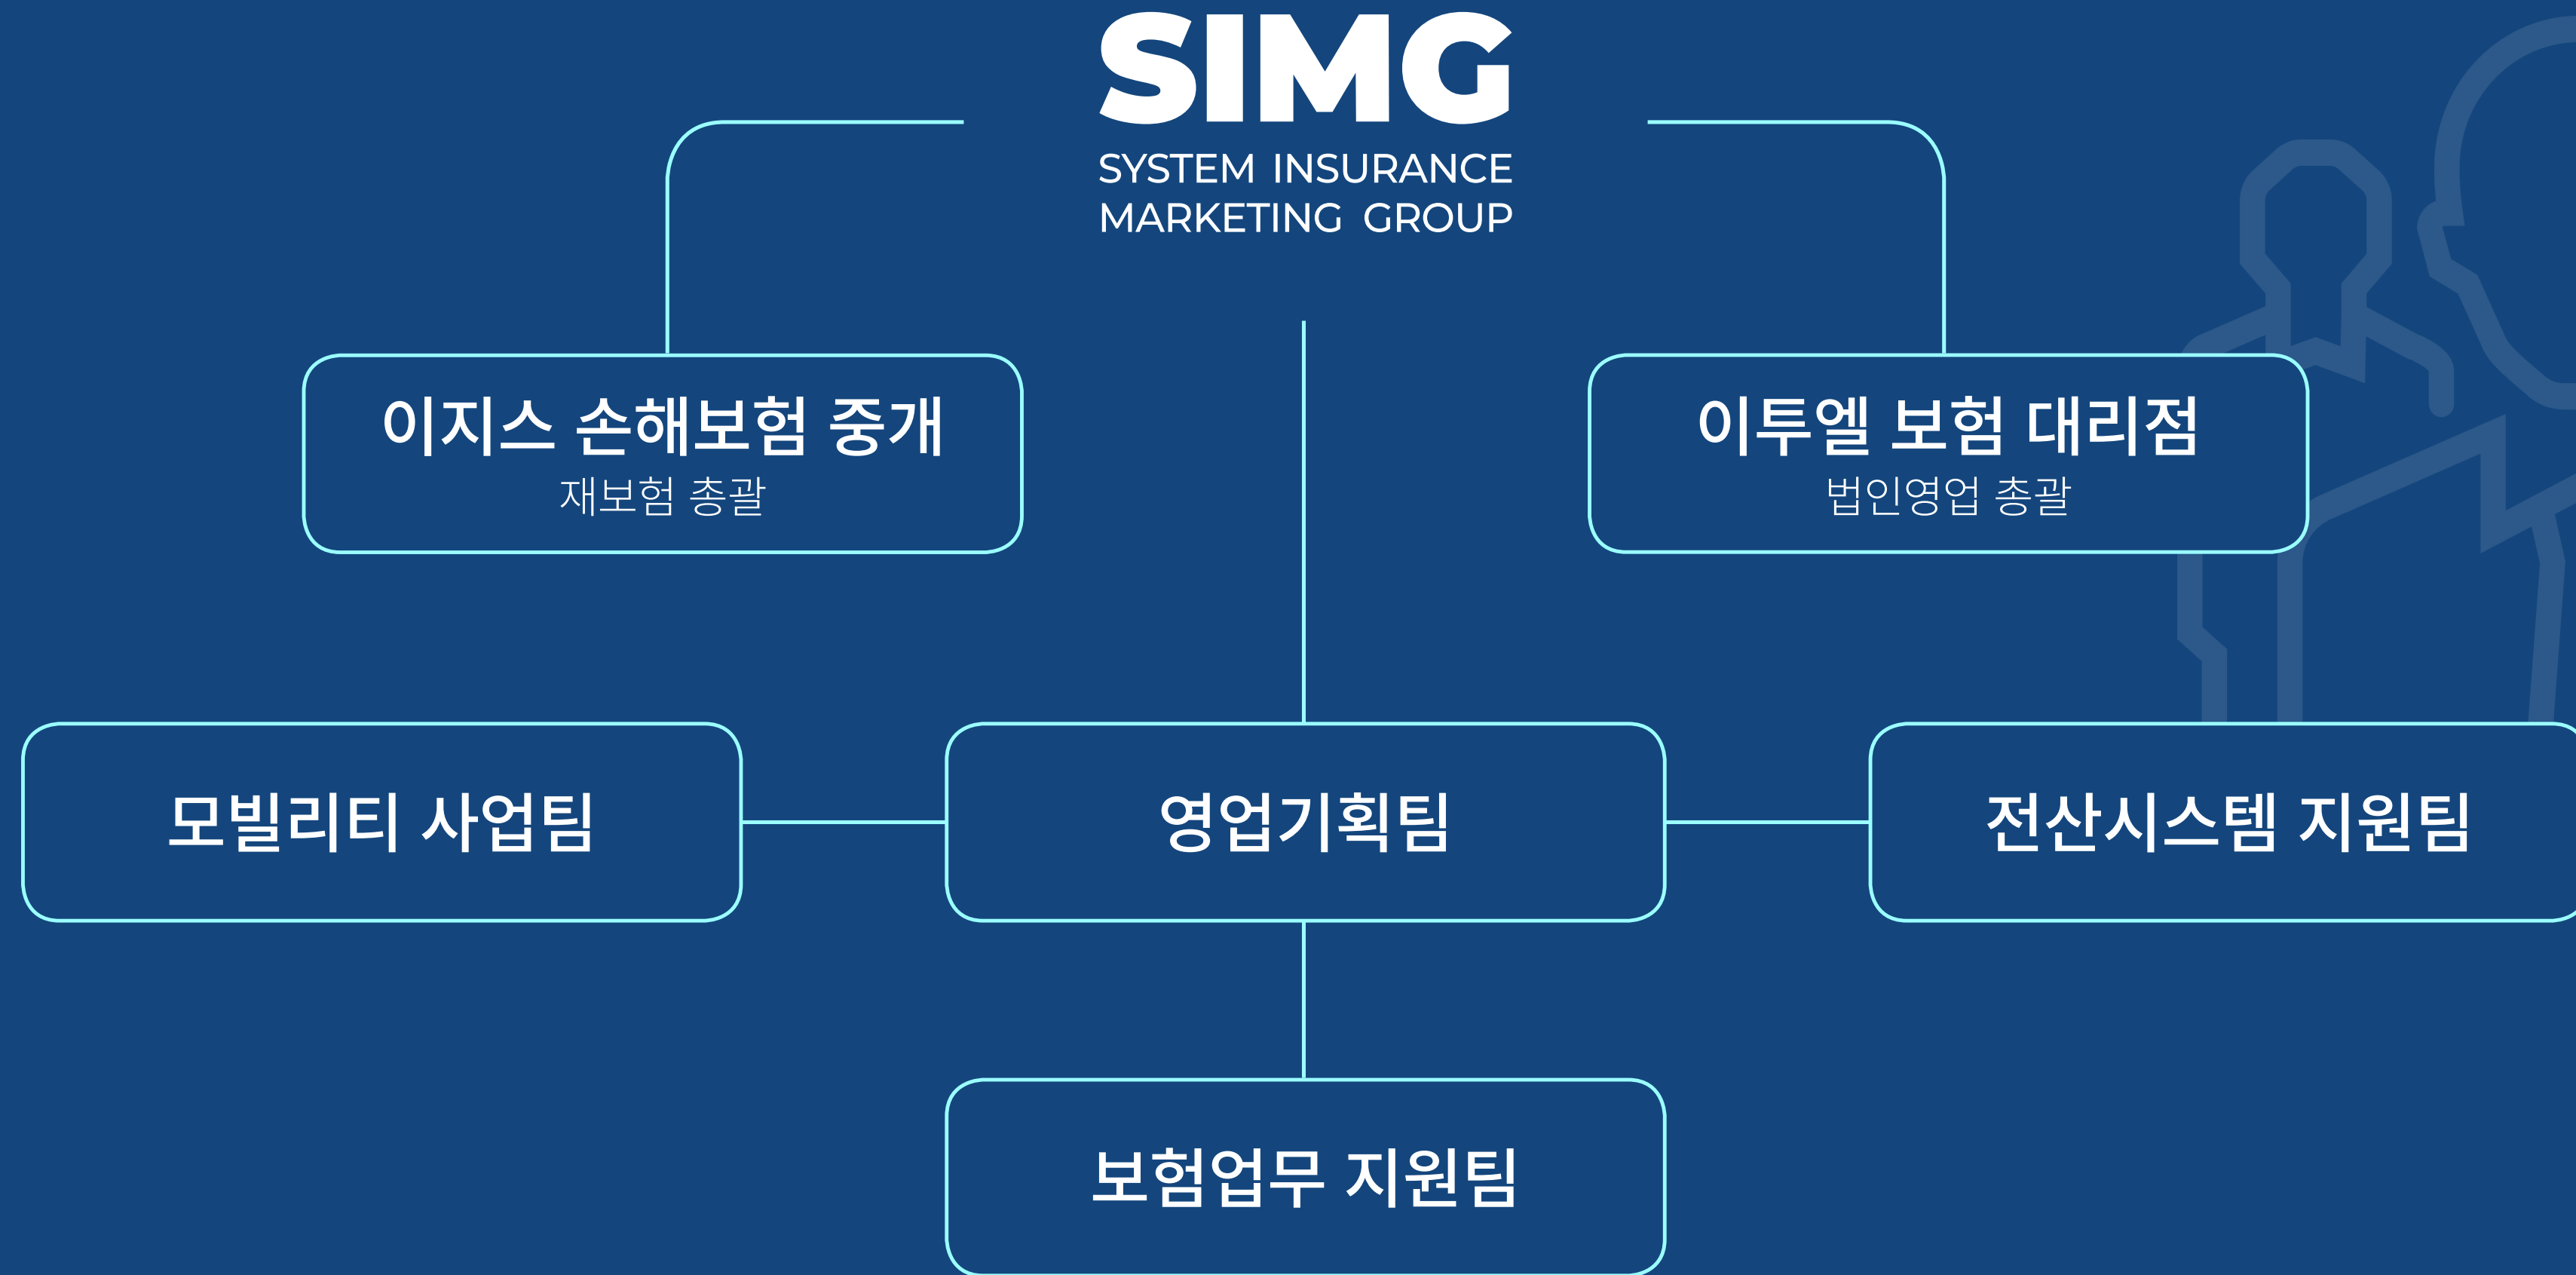 SIMG
SYSTEM INSURANCE
MARKETING GROUP
이지스 손해보험 중개
재보험 총괄
이투엘 보험 대리점
법인영업 총괄
모빌리티 사업팀
영업기획팀
전산시스템 지원팀
보험업무 지원팀